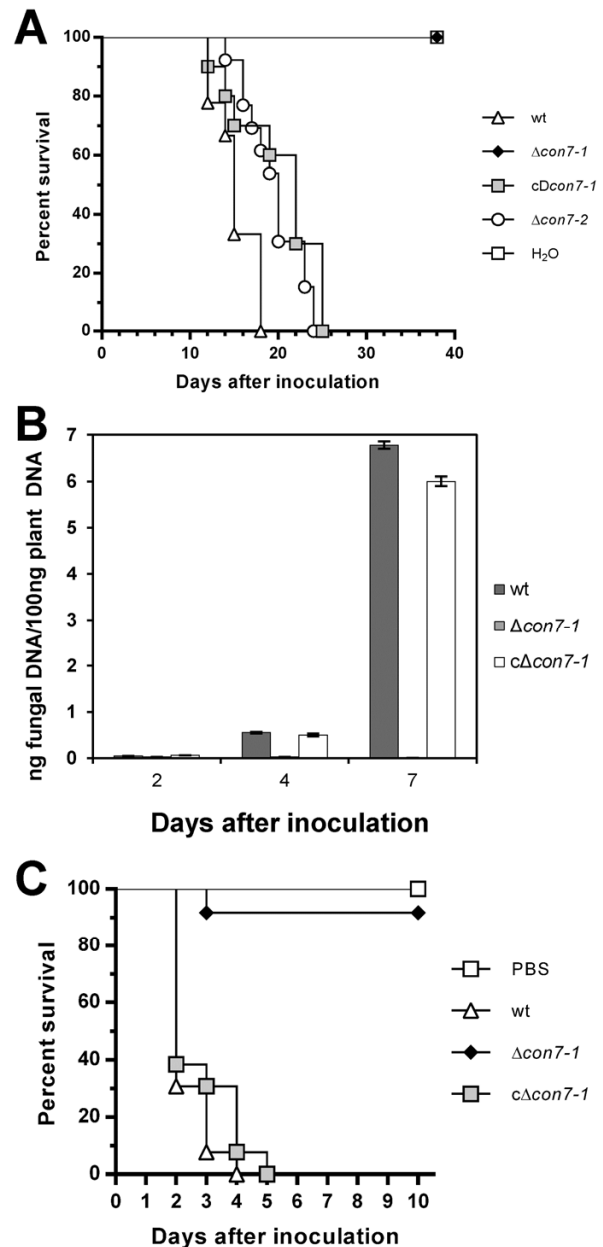 A
100
80
60
40
20
0
Percent survival
0 10 20 30 40
Days after inoculation
wt
Δcon7-1
cDcon7-1
Δcon7-2
H₂O
B
7
6
5
4
3
2
1
0
ng fungal DNA/100ng plant DNA
2 4 7
Days after inoculation
wt
Δcon7-1
cΔcon7-1
C
100
80
60
40
20
0
Percent survival
0 1 2 3 4 5 6 7 8 9 10
Days after inoculation
PBS
wt
Δcon7-1
cΔcon7-1